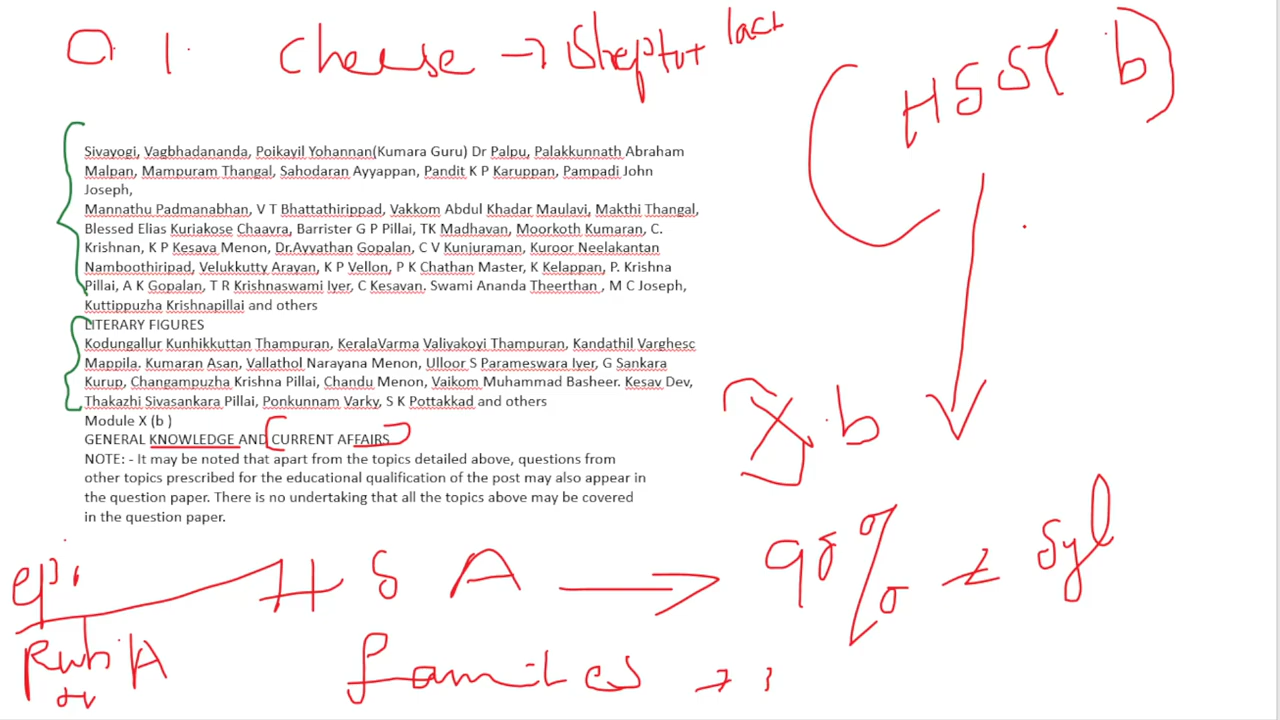 Q 1. Cheese → Strepto+ lact
(HSST b)
Sivayogi, Vagbhadananda, Poikayil Yohannan(Kumara Guru) Dr Palpu, Palakkunnath Abraham
Malpan, Mampuram Thangal, Sahodaran Ayyappan, Pandit K P Karuppan, Pampadi John
Joseph,
Mannathu Padmanabhan, V T Bhattathirippad, Vakkom Abdul Khadar Maulavi, Makthi Thangal,
Blessed Elias Kuriakose Chaavra, Barrister G P Pillai, TK Madhavan, Moorkoth Kumaran, C.
Krishnan, K P Kesava Menon, Dr.Ayyathan Gopalan, C V Kunjuraman, Kuroor Neelakantan
Namboothiripad, Velukkutty Arayan, K P Vellon, P K Chathan Master, K Kelappan, P. Krishna
Pillai, A K Gopalan, T R Krishnaswami Iyer, C Kesavan. Swami Ananda Theerthan , M C Joseph,
Kuttippuzha Krishnapillai and others
LITERARY FIGURES
Kodungallur Kunhikkuttan Thampuran, KeralaVarma Valiyakoyi Thampuran, Kandathil Varghesc
Mappila. Kumaran Asan, Vallathol Narayana Menon, Ulloor S Parameswara Iyer, G Sankara
Kurup, Changampuzha Krishna Pillai, Chandu Menon, Vaikom Muhammad Basheer. Kesav Dev,
Thakazhi Sivasankara Pillai, Ponkunnam Varky, S K Pottakkad and others
Module X (b )
GENERAL KNOWLEDGE AND CURRENT AFFAIRS
X.b
NOTE: - It may be noted that apart from the topics detailed above, questions from
other topics prescribed for the educational qualification of the post may also appear in
the question paper. There is no undertaking that all the topics above may be covered
in the question paper.
epi HSA → 98% syl
Rubi A
families →